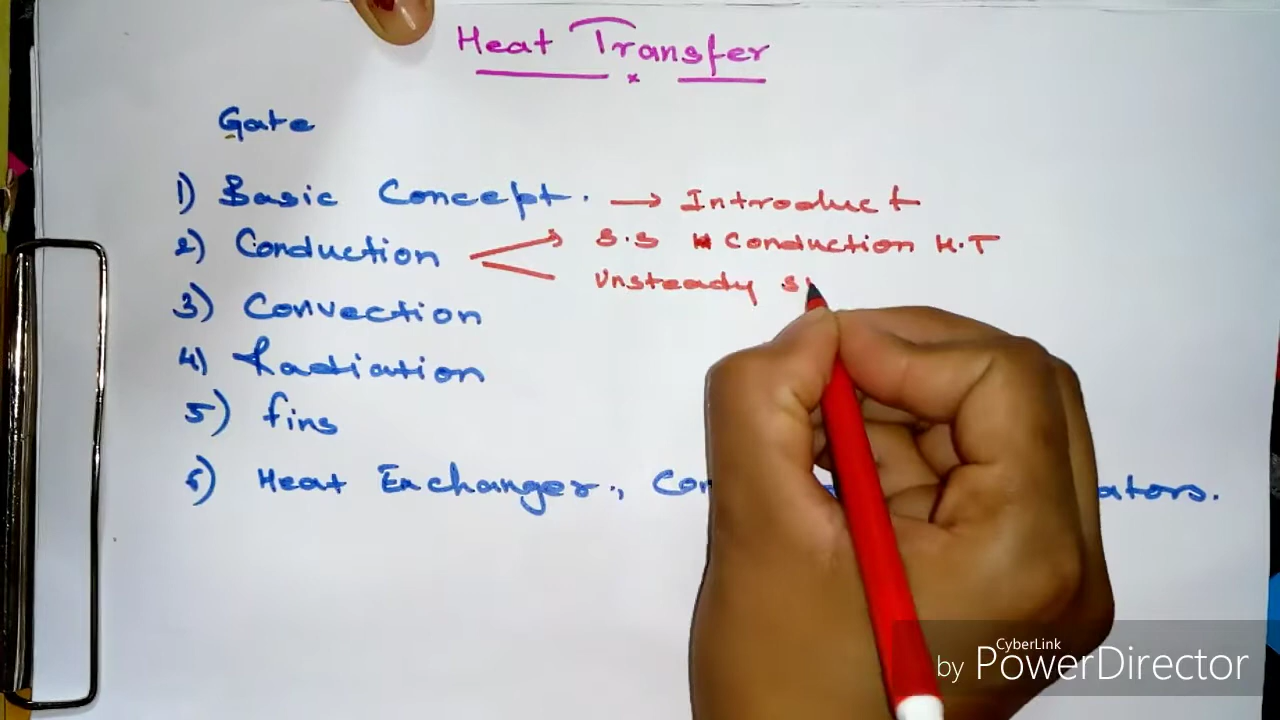 Heat Transfer
Gate
1) Basic Concept. → Introduct
2) Conduction S.S Conduction H.T
Unsteady s
3) Convection
4) Radiation
5) fins
6) Heat Exchanger.,
CyberLink
by PowerDirector